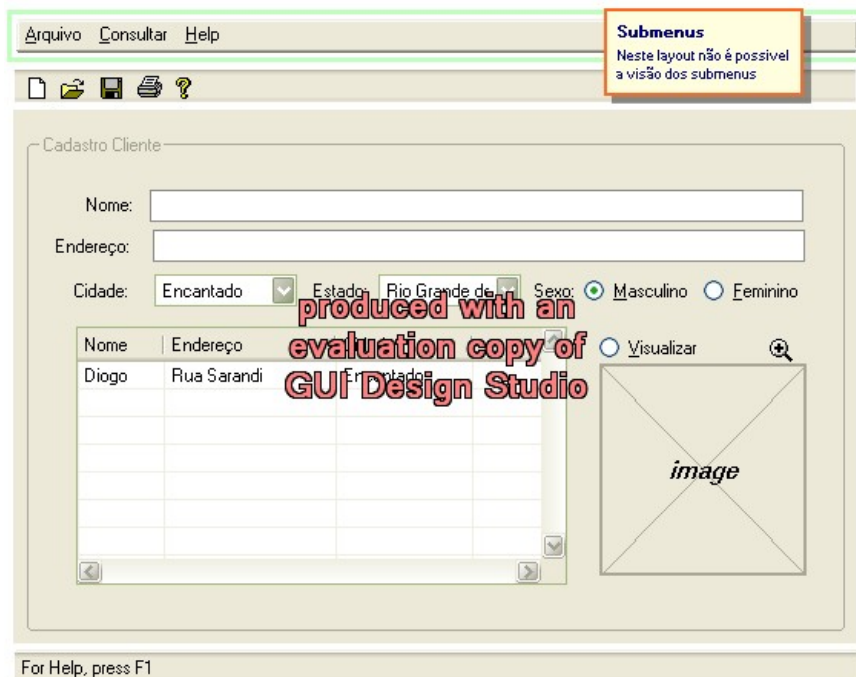 Arquivo Consultar Help
Submenus
Neste layout não é possivel
a visão dos submenus
Cadastro Cliente
Nome:
Endereço:
Cidade: Encantado Estado: Rio Grande de Sexo: Masculino Feminino
produced with an
evaluation copy of
GUI Design Studio
Nome Endereço
Diogo Rua Sarandi Encantado
Visualizar
image
For Help, press F1